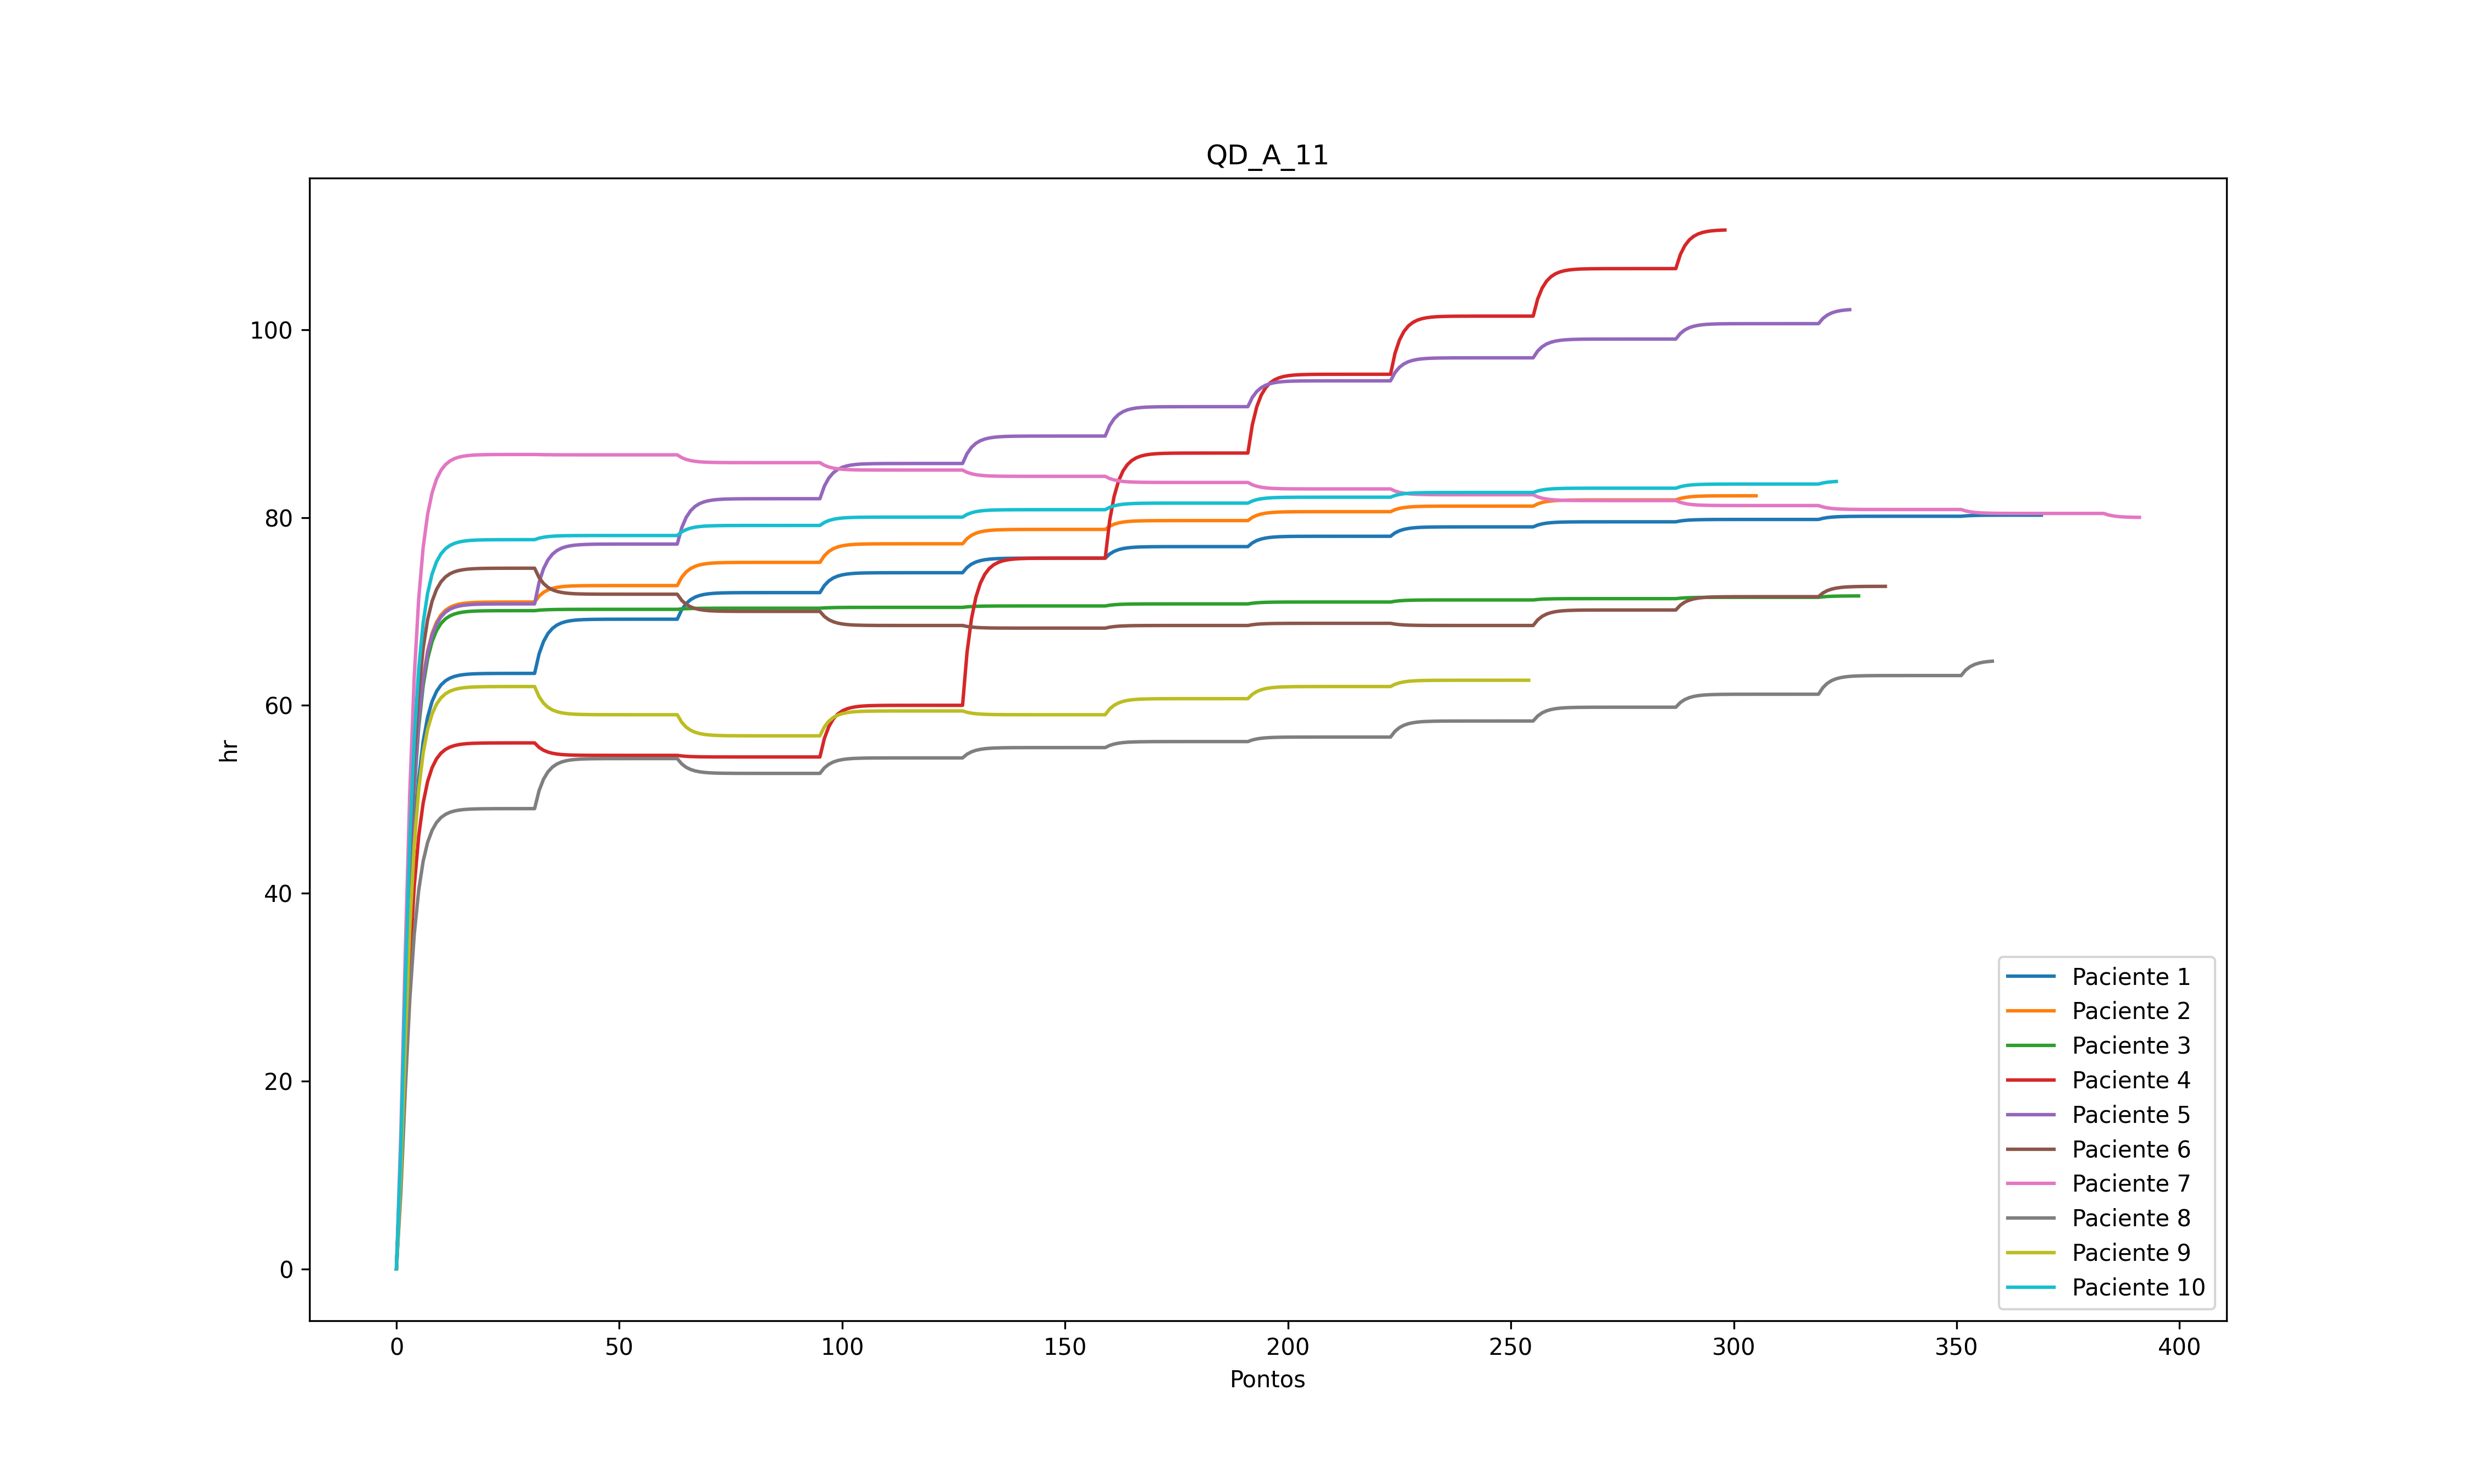 QD_A_11
hr
100
80
60
40
20
0
0 50 100 150 200 250 300 350 400
Pontos
Paciente 1
Paciente 2
Paciente 3
Paciente 4
Paciente 5
Paciente 6
Paciente 7
Paciente 8
Paciente 9
Paciente 10